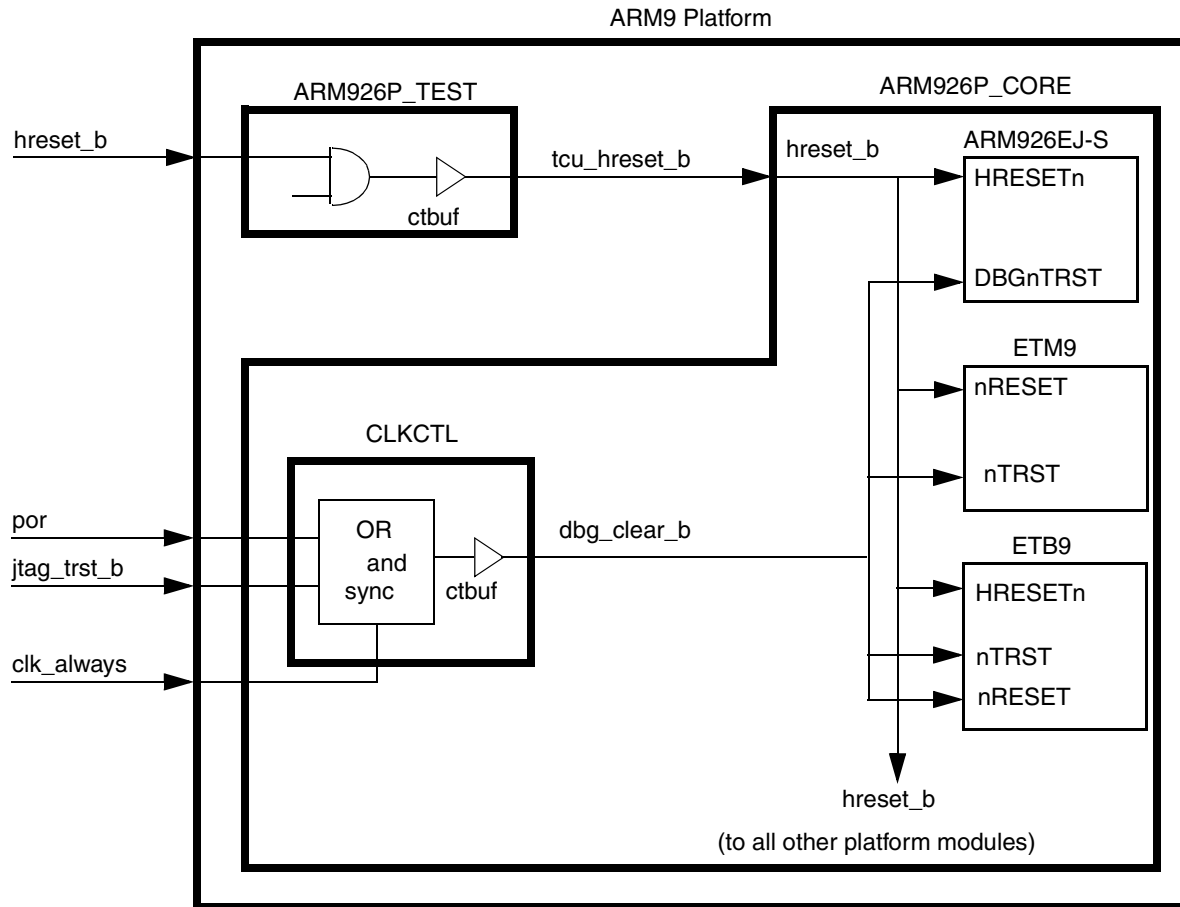 ARM9 Platform
ARM926P_TEST
ARM926P_CORE
hreset_b
tcu_hreset_b
hreset_b
ARM926EJ-S
HRESETn
ctbuf
DBGnTRST
ETM9
nRESET
nTRST
CLKCTL
por
jtag_trst_b
clk_always
OR
and
sync
ctbuf
dbg_clear_b
ETB9
HRESETn
nTRST
nRESET
hreset_b
(to all other platform modules)